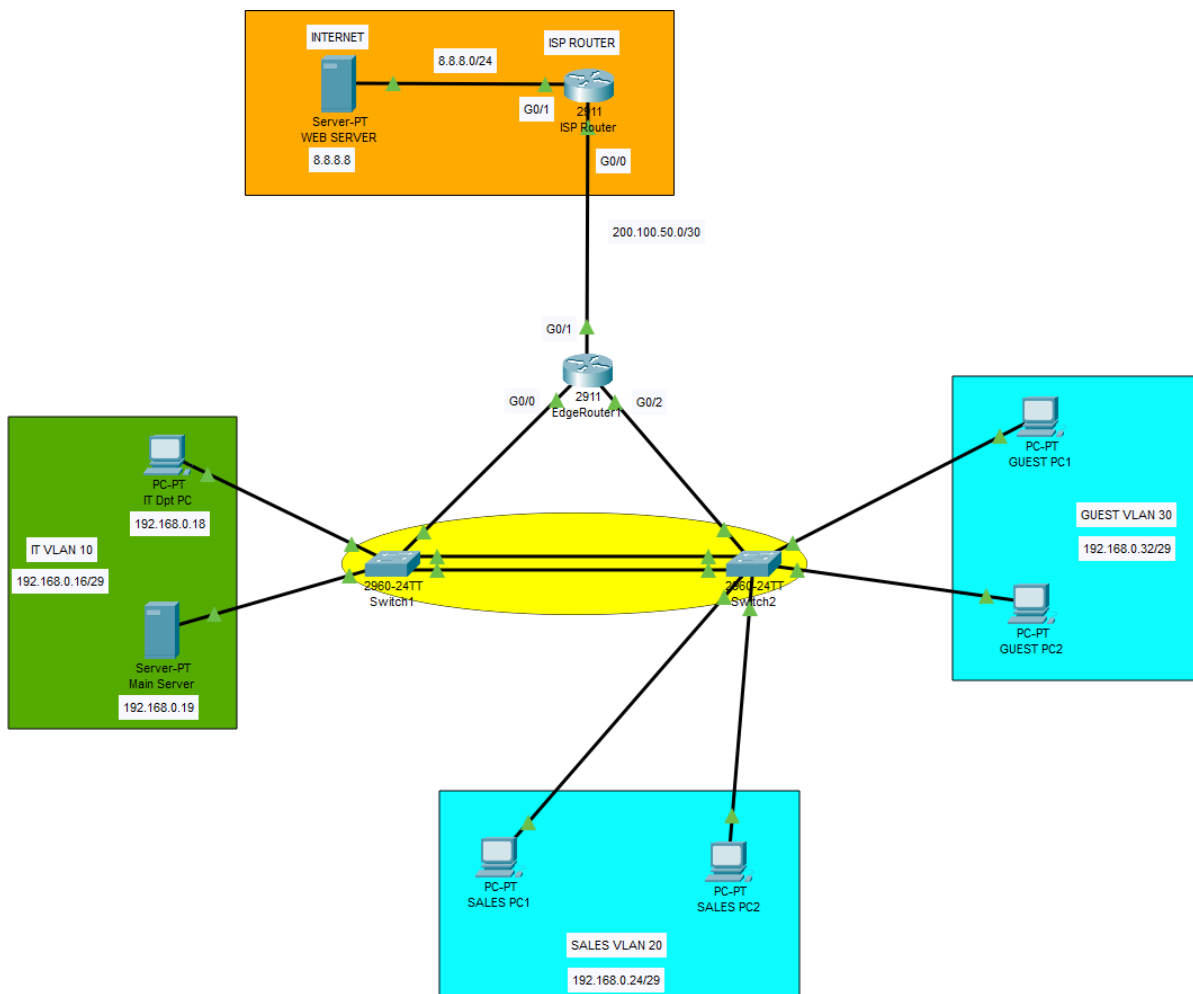 INTERNET
ISP ROUTER
8.8.8.0/24
G0/1
Server-PT
WEB SERVER
8.8.8.8
2911
ISP Router
G0/0
200.100.50.0/30
G0/1
G0/0
2911
EdgeRouter1
G0/2
PC-PT
IT Dpt PC
192.168.0.18
IT VLAN 10
192.168.0.16/29
Server-PT
Main Server
192.168.0.19
2960-24TT
Switch1
2960-24TT
Switch2
PC-PT
GUEST PC1
GUEST VLAN 30
192.168.0.32/29
PC-PT
GUEST PC2
PC-PT
SALES PC1
PC-PT
SALES PC2
SALES VLAN 20
192.168.0.24/29